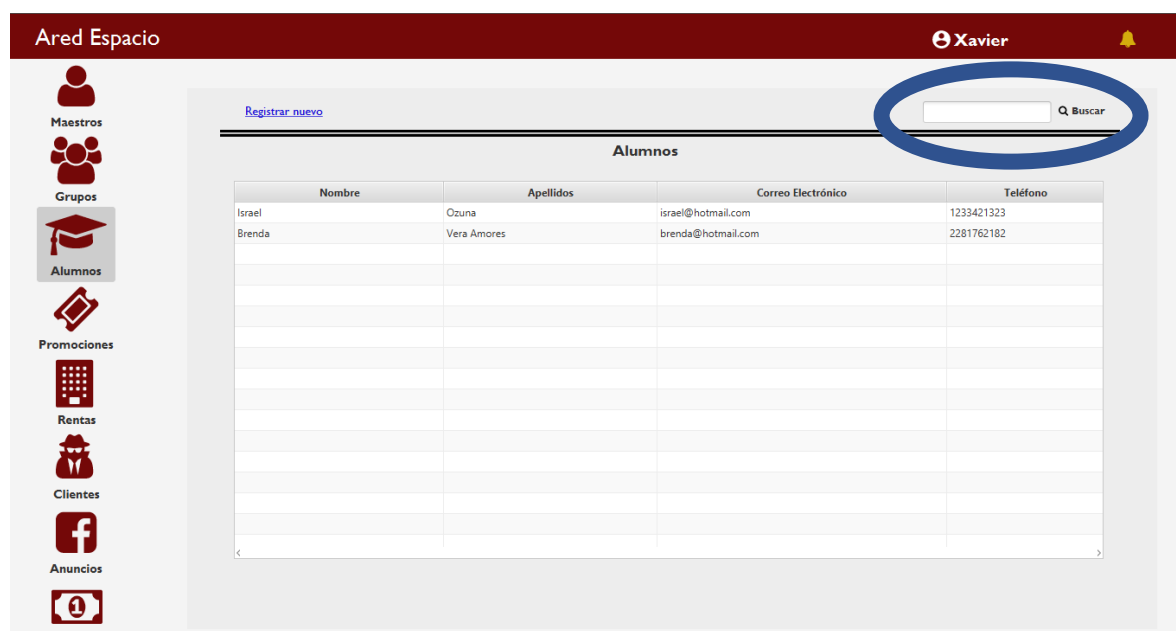 Ared Espacio
Xavier
Maestros
Grupos
Alumnos
Promociones
Rentas
Clientes
Anuncios
1
Registrar nuevo
Buscar
Alumnos
Nombre Apellidos Correo Electrónico Teléfono
Israel Ozuna israel@hotmail.com 1233421323
Brenda Vera Amores brenda@hotmail.com 2281762182